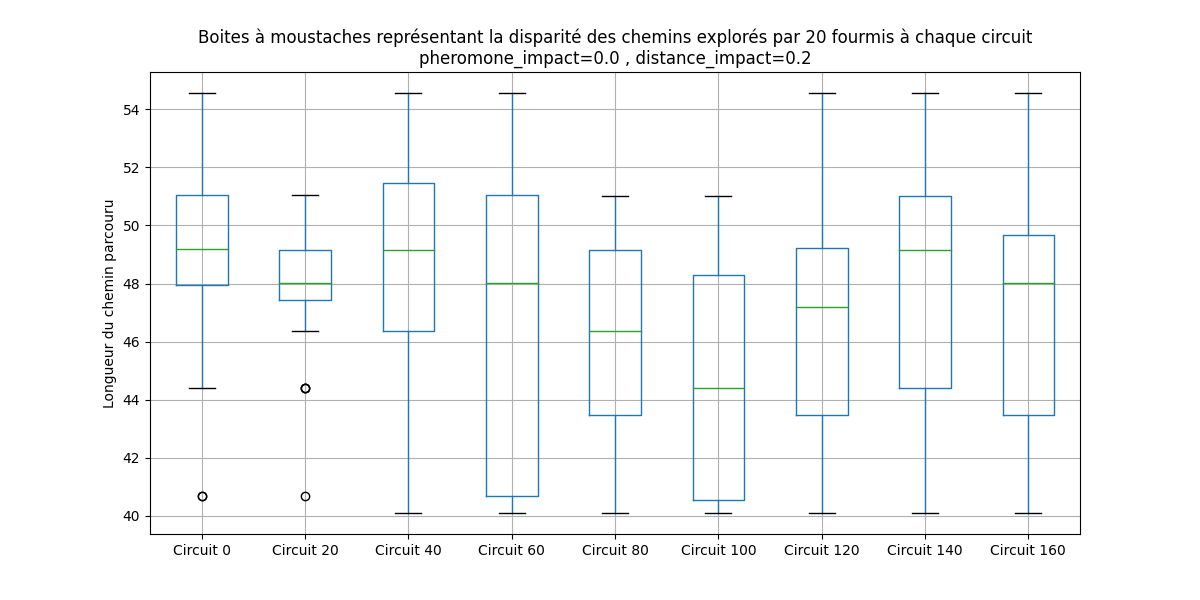 Boites à moustaches représentant la disparité des chemins explorés par 20 fourmis à chaque circuit
pheromone_impact=0.0 , distance_impact=0.2
Longueur du chemin parcouru
54
52
50
48
46
44
42
40
Circuit 0 Circuit 20 Circuit 40 Circuit 60 Circuit 80 Circuit 100 Circuit 120 Circuit 140 Circuit 160